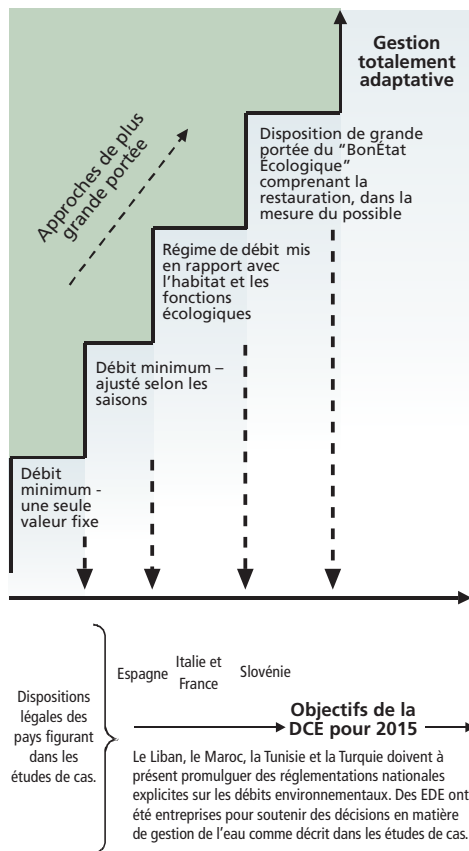 Gestion
totalement
adaptative
Approches de plus
grande portée
Disposition de grande
portée du “BonÉtat
Écologique”
comprenant la
restauration, dans la
mesure du possible
Régime de débit mis
en rapport avec
l’habitat et les
fonctions
écologiques
Débit minimum –
ajusté selon les
saisons
Débit
minimum -
une seule
valeur fixe
Dispositions
légales des
pays figurant
dans les
études de cas.
Espagne
Italie et
France
Slovénie
Objectifs de la
DCE pour 2015
Le Liban, le Maroc, la Tunisie et la Turquie doivent à
présent promulguer des réglementations nationales
explicites sur les débits environnementaux. Des EDE ont
été entreprises pour soutenir des décisions en matière
de gestion de l’eau comme décrit dans les études de cas.